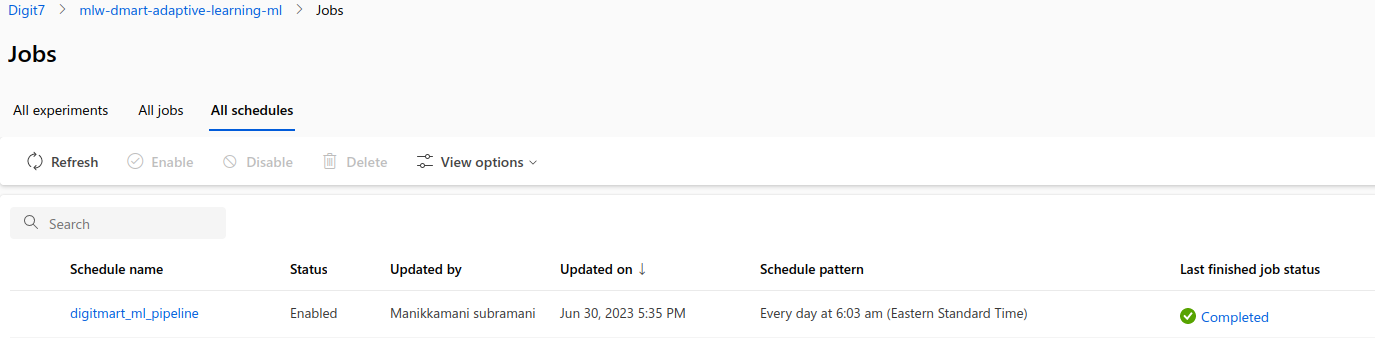 Digit7 > mlw-dmart-adaptive-learning-ml > Jobs
Jobs
All experiments All jobs All schedules
Refresh Enable Disable Delete View options
Search
Schedule name Status Updated by Updated on ↓ Schedule pattern Last finished job status
digitmart_ml_pipeline Enabled Manikkamani subramani Jun 30, 2023 5:35 PM Every day at 6:03 am (Eastern Standard Time) Completed